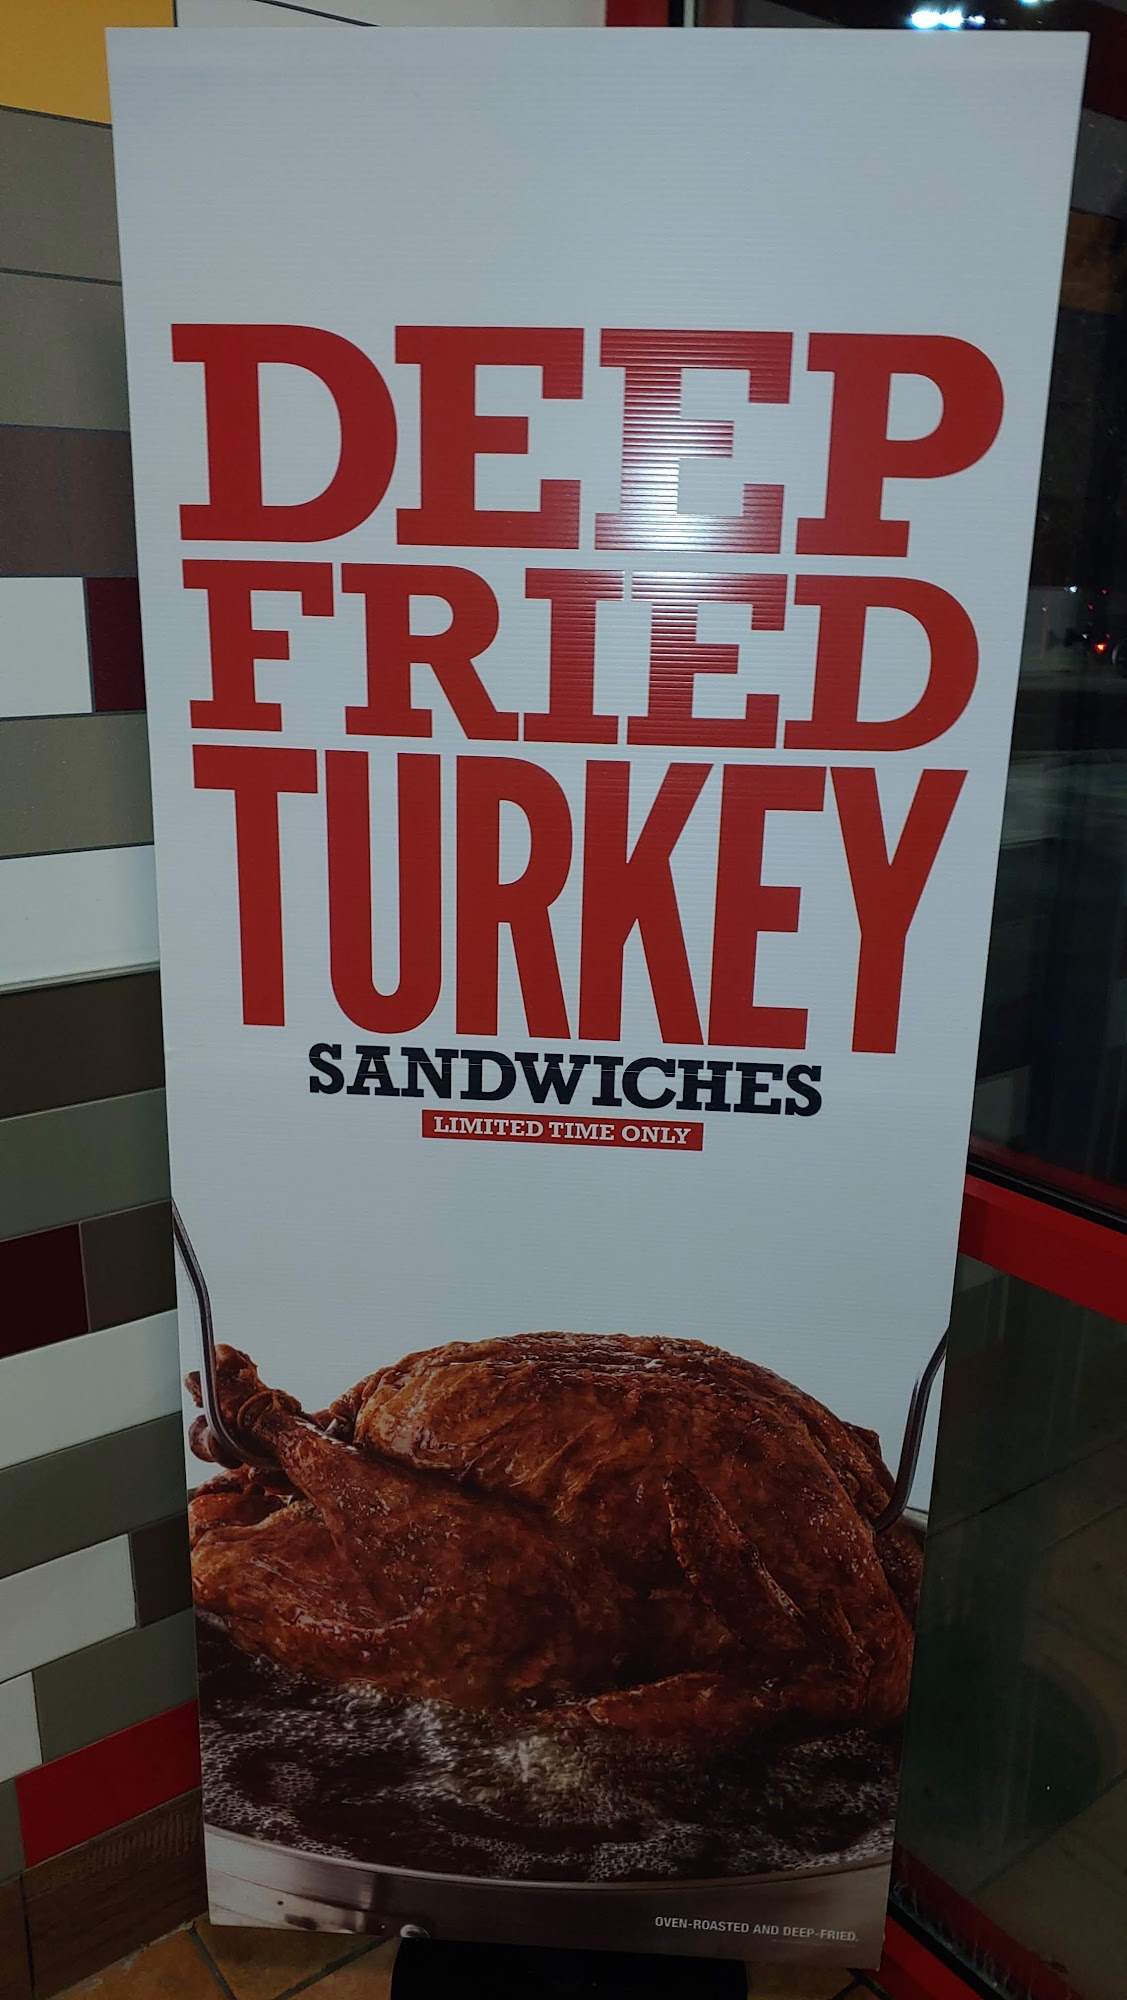 DEEP
FRIED
TURKEY
SANDWICHES
LIMITED TIME ONLY
OVEN-ROASTED AND DEEP-FRIED.